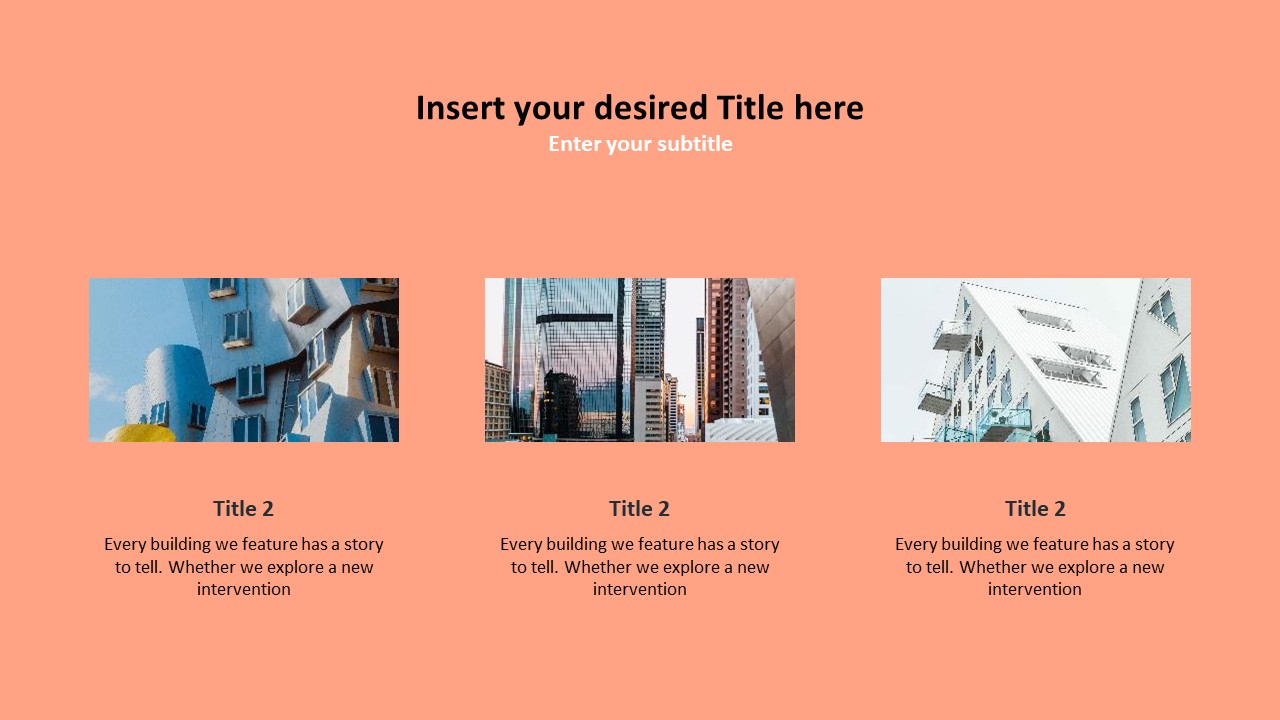 Insert your desired Title here
Enter your subtitle
Title 2
Every building we feature has a story
to tell. Whether we explore a new
intervention
Title 2
Every building we feature has a story
to tell. Whether we explore a new
intervention
Title 2
Every building we feature has a story
to tell. Whether we explore a new
intervention